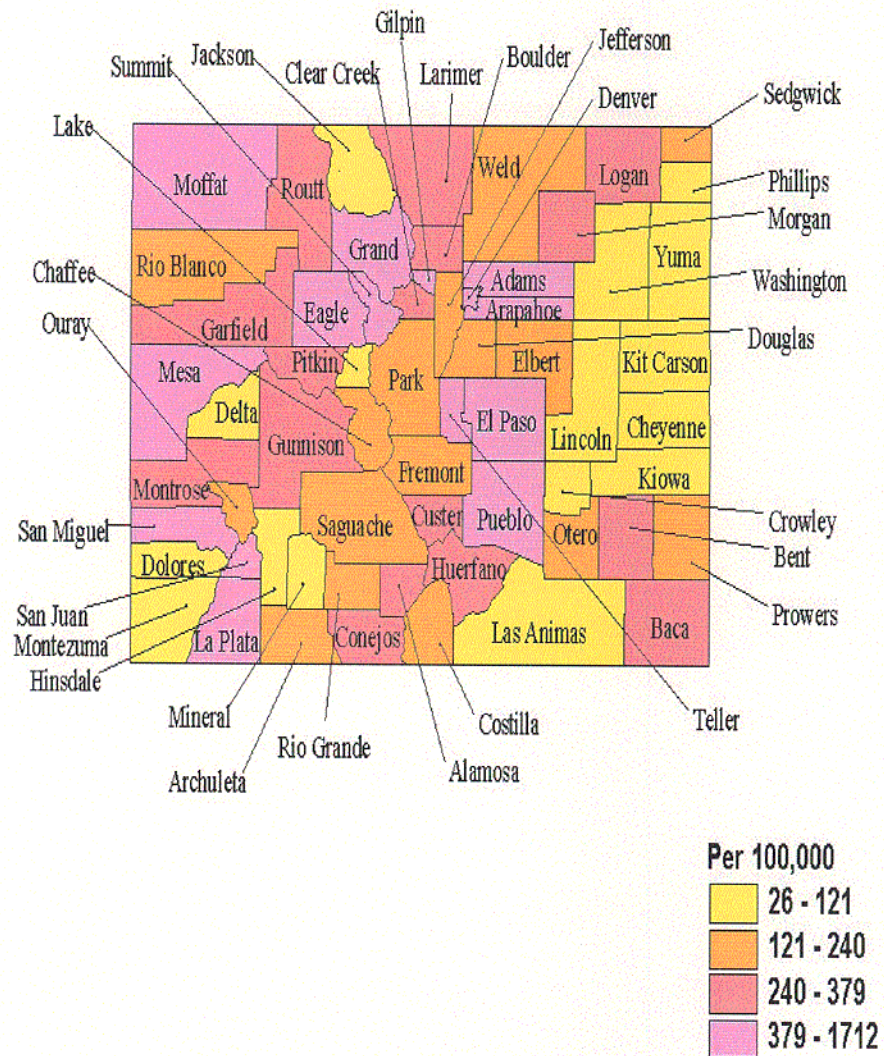 Gilpin
Jefferson
Boulder
Jackson
Summit
Clear Creek
Larimer
Denver
Sedgwick
Lake
Weld
Logan
Moffat
Routt
Phillips
Morgan
Grand
Yuma
Chaffee
Rio Blanco
Adams
Washington
Eagle
Arapahoe
Ouray
Garfield
Douglas
Pitkin
Elbert
Kit Carson
Mesa
Park
Delta
El Paso
Lincoln
Cheyenne
Gunnison
Fremont
Kiowa
Montrose
Custer
Pueblo
San Miguel
Saguache
Otero
Crowley
Bent
Dolores
Huerfano
San Juan
Prowers
Montezuma
La Plata
Conejos
Las Animas
Baca
Hinsdale
Mineral
Costilla
Teller
Rio Grande
Archuleta
Alamosa
Per 100,000
26 - 121
121 - 240
240 - 379
379 - 1712